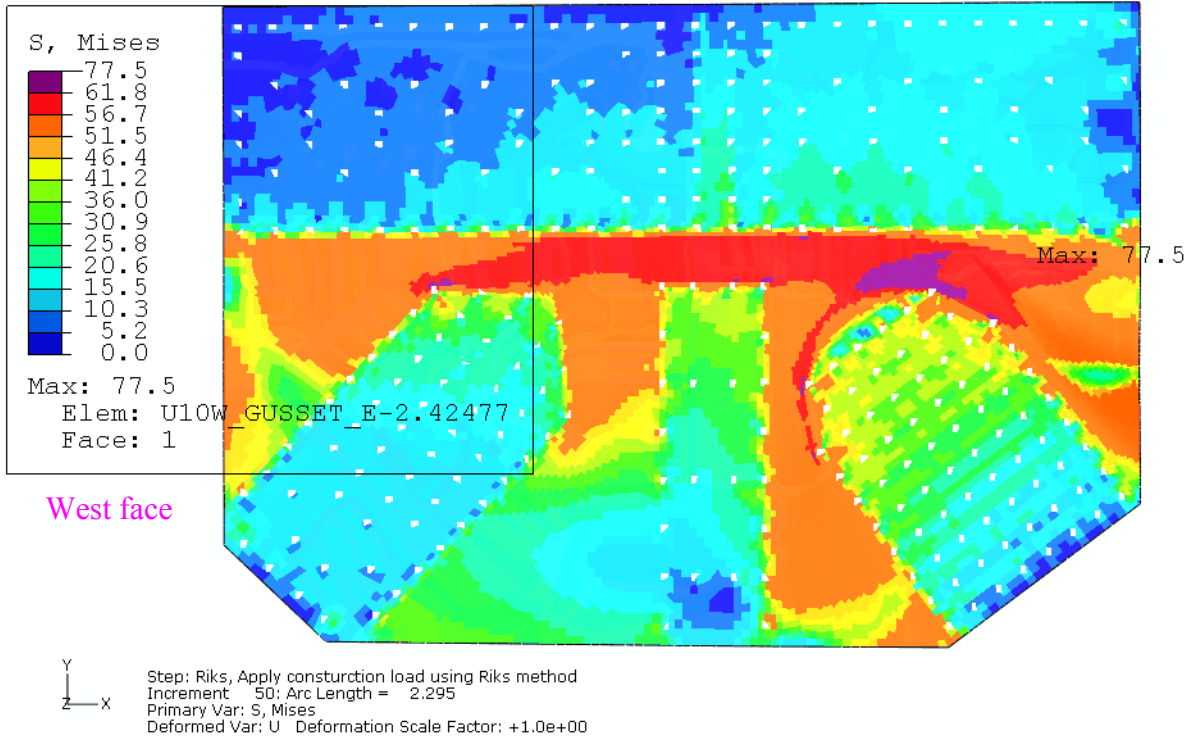 S, Mises
77.5
61.8
56.7
51.5
46.4
41.2
36.0
30.9
25.8
20.6
15.5
10.3
5.2
0.0
Max: 77.5
Elem: U10W_GUSSET_E-2.42477
Face: 1
Max: 77.5
West face
Y
Z X
Step: Riks, Apply consturction load using Riks method
Increment 50: Arc Length = 2.295
Primary Var: S, Mises
Deformed Var: U Deformation Scale Factor: +1.0e+00